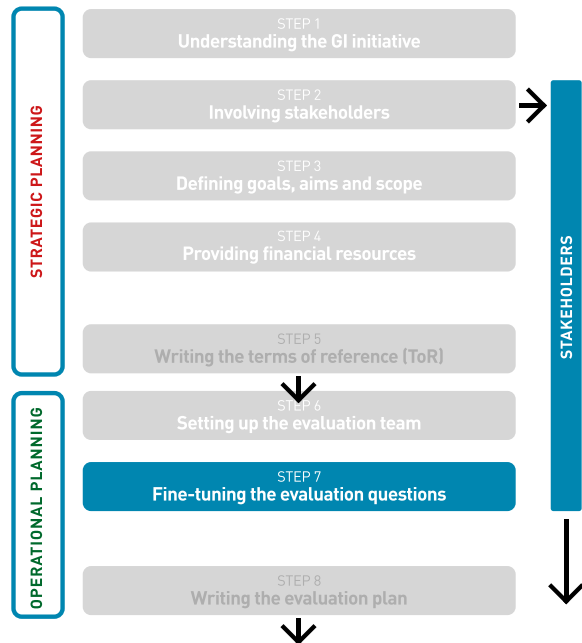 STRATEGIC PLANNING
STEP 1
Understanding the GI initiative
STEP 2
Involving stakeholders
STEP 3
Defining goals, aims and scope
STEP 4
Providing financial resources
STEP 5
Writing the terms of reference (ToR)
OPERATIONAL PLANNING
STEP 6
Setting up the evaluation team
STEP 7
Fine-tuning the evaluation questions
STEP 8
Writing the evaluation plan
STAKEHOLDERS